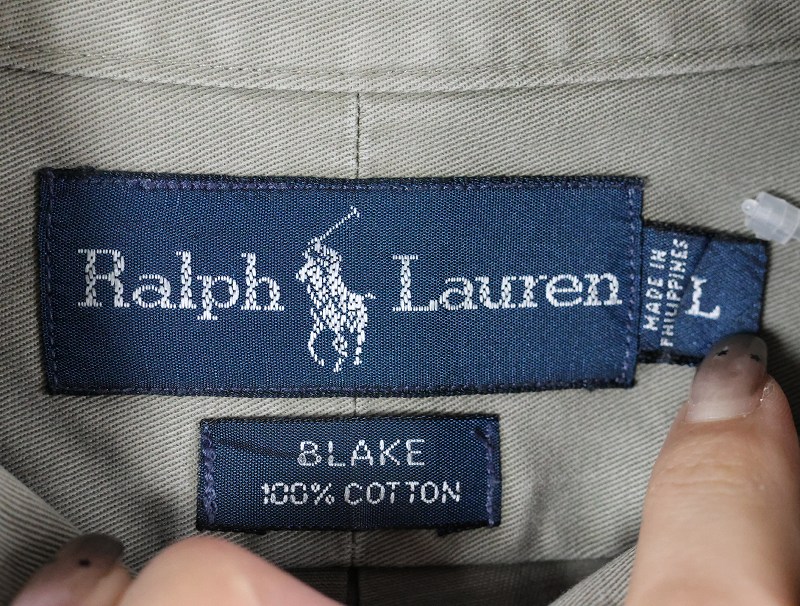 Ralph Lauren
MADE IN
PHILIPPINES
L
BLAKE
100% COTTON